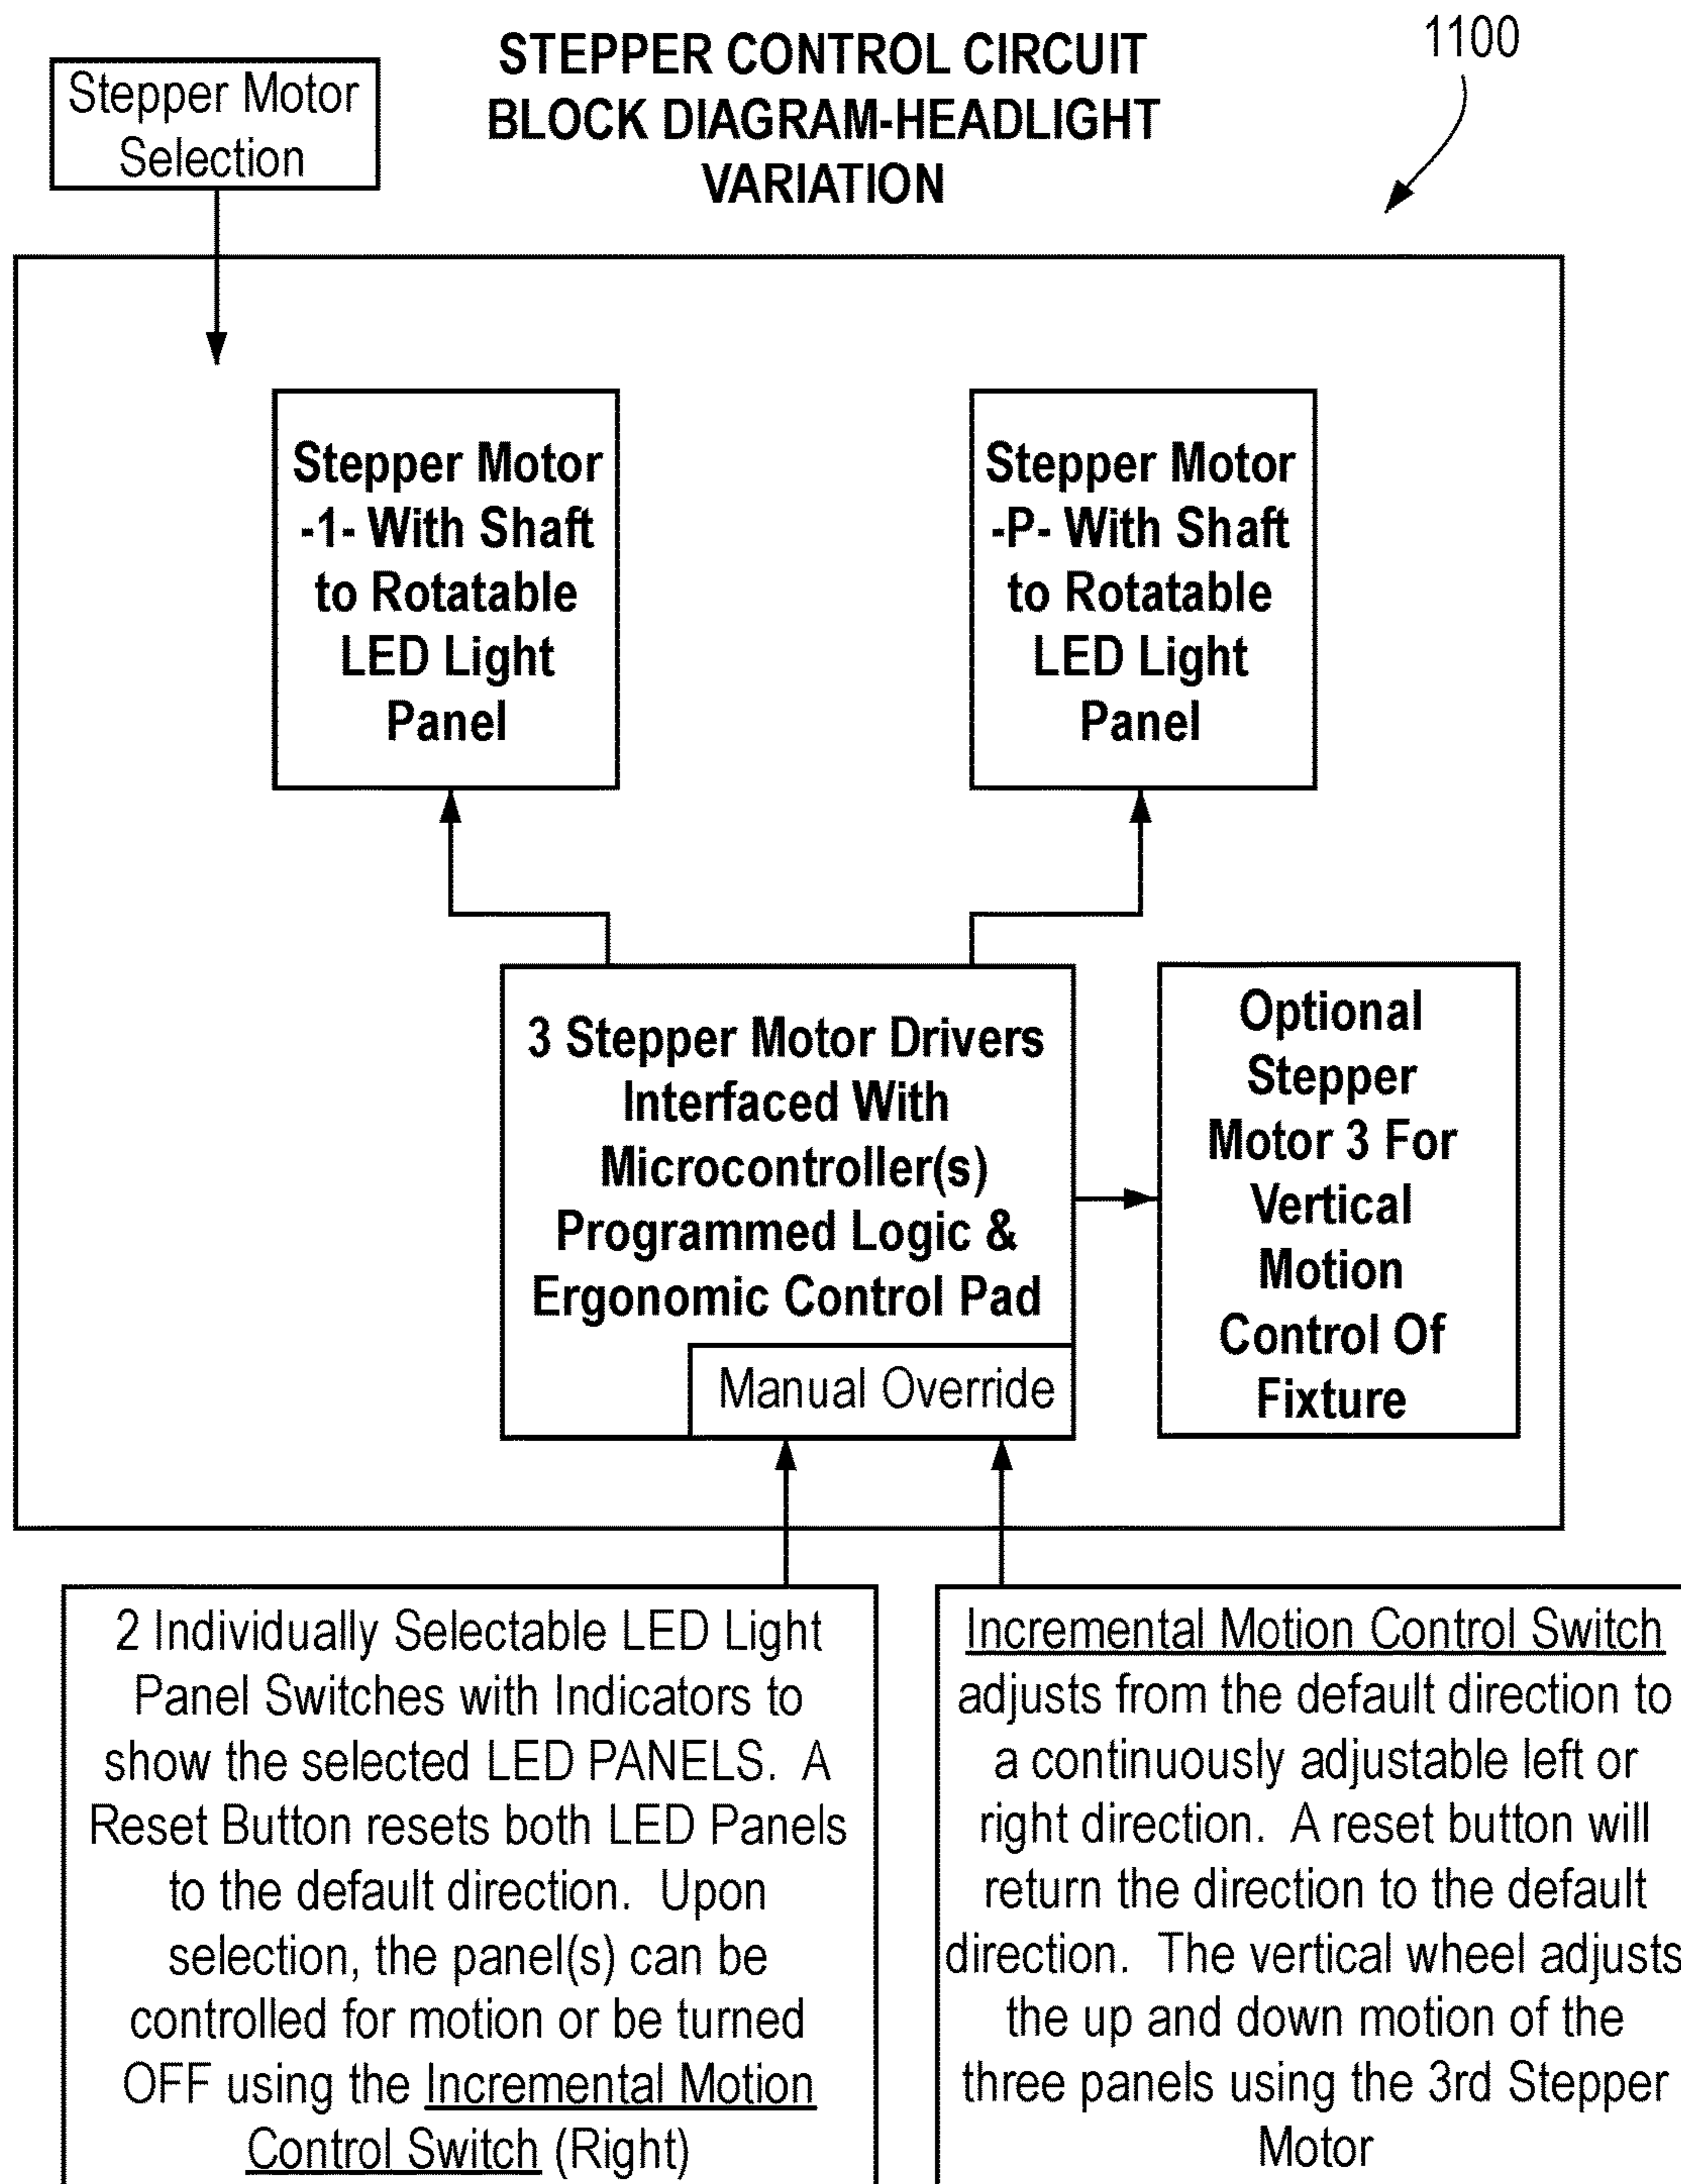 STEPPER CONTROL CIRCUIT
BLOCK DIAGRAM-HEADLIGHT
VARIATION
1100
Stepper Motor
Selection
Stepper Motor
-1- With Shaft
to Rotatable
LED Light
Panel
Stepper Motor
-P- With Shaft
to Rotatable
LED Light
Panel
3 Stepper Motor Drivers
Interfaced With
Microcontroller(s)
Programmed Logic &
Ergonomic Control Pad
Manual Override
Optional
Stepper
Motor 3 For
Vertical
Motion
Control Of
Fixture
2 Individually Selectable LED Light
Panel Switches with Indicators to
show the selected LED PANELS. A
Reset Button resets both LED Panels
to the default direction. Upon
selection, the panel(s) can be
controlled for motion or be turned
OFF using the Incremental Motion
Control Switch (Right)
Incremental Motion Control Switch
adjusts from the default direction to
a continuously adjustable left or
right direction. A reset button will
return the direction to the default
direction. The vertical wheel adjusts
the up and down motion of the
three panels using the 3rd Stepper
Motor